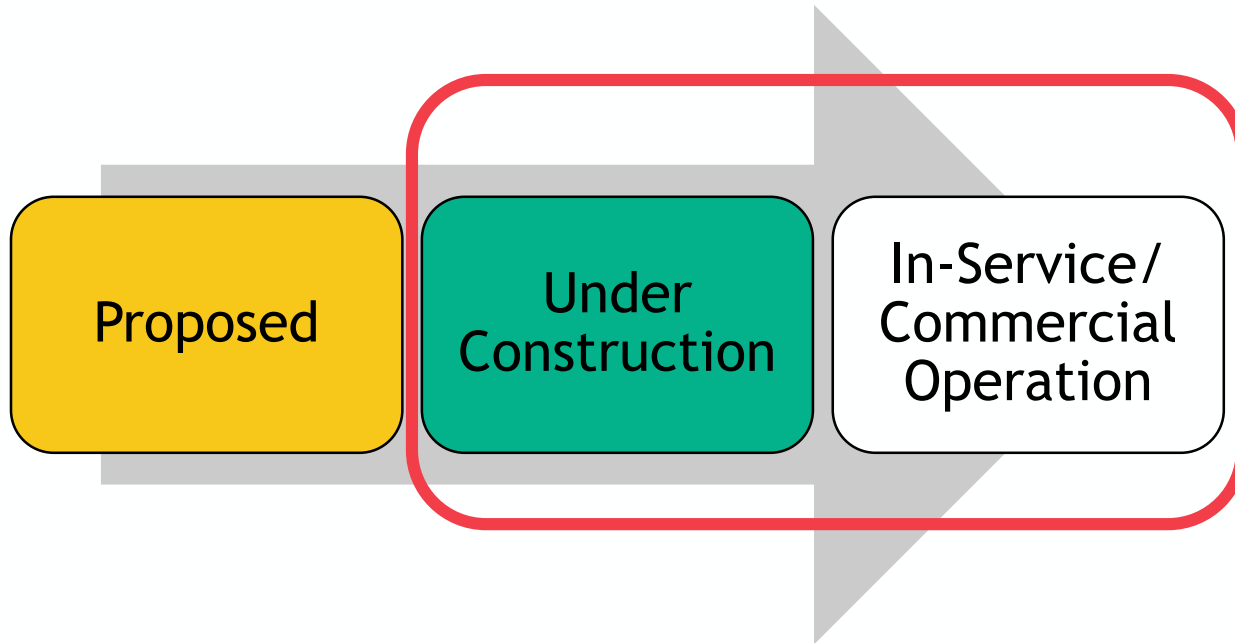 Proposed
Under
Construction
In-Service/
Commercial
Operation